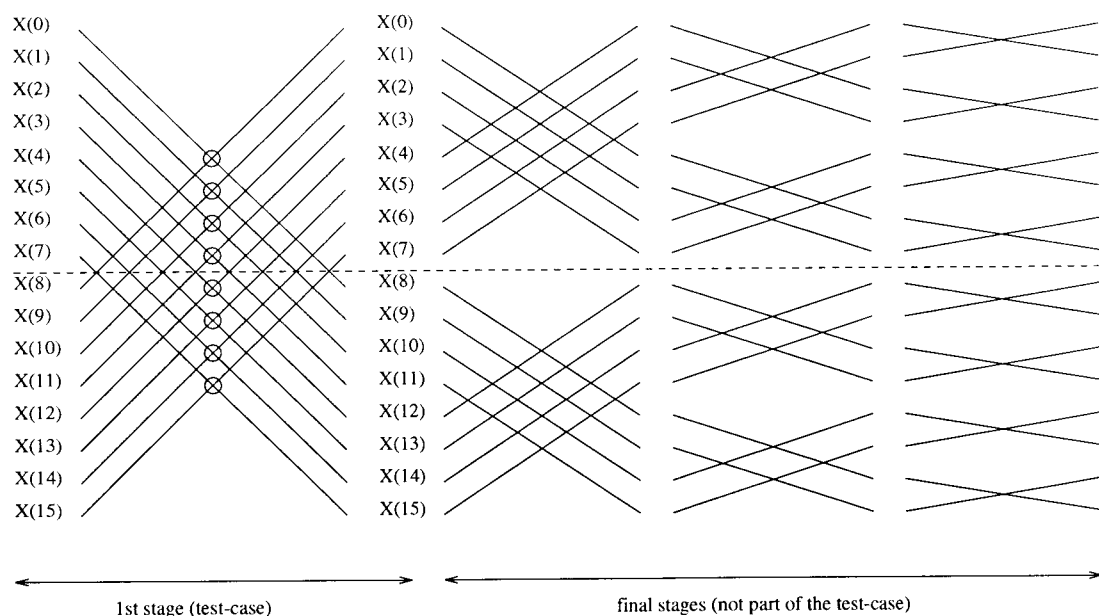 X(0) X(0)
X(1) X(1)
X(2) X(2)
X(3) X(3)
X(4) X(4)
X(5) X(5)
X(6) X(6)
X(7) X(7)
X(8) X(8)
X(9) X(9)
X(10) X(10)
X(11) X(11)
X(12) X(12)
X(13) X(13)
X(14) X(14)
X(15) X(15)
1st stage (test-case) final stages (not part of the test-case)